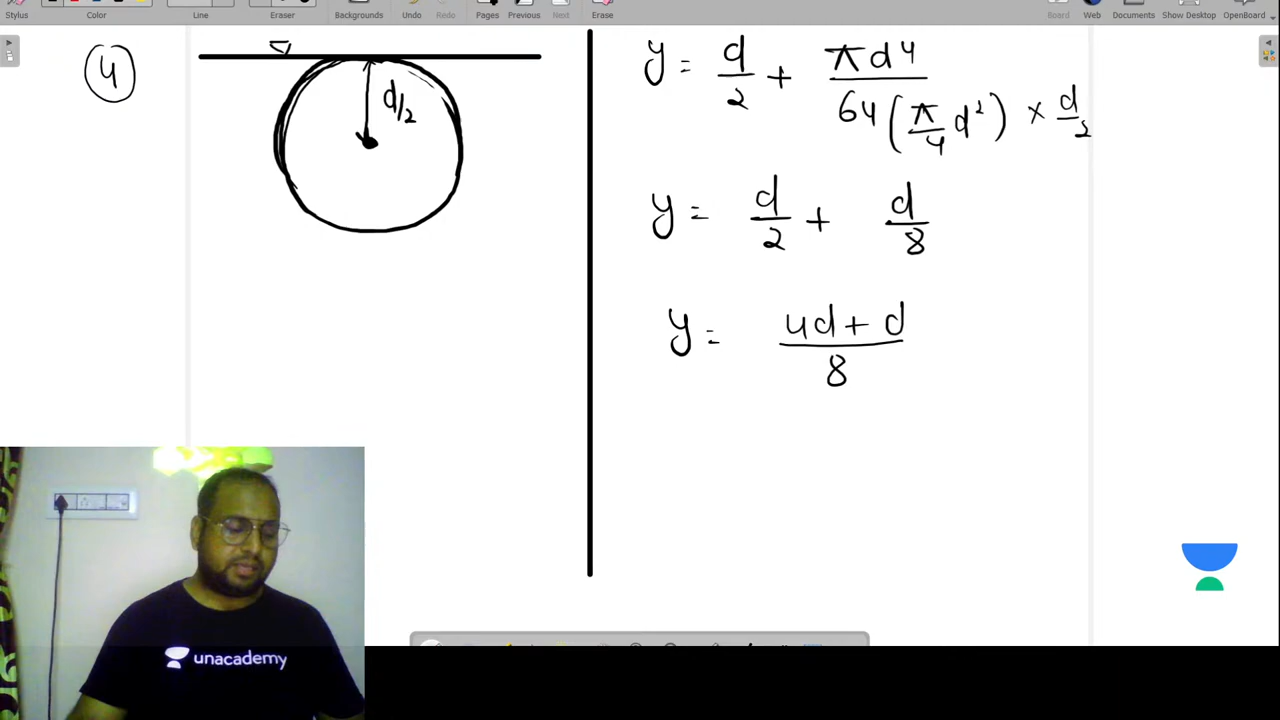 Stylus Color Line Eraser Backgrounds Undo Redo Pages Previous Next Erase Board Web Documents Show Desktop OpenBoard
4
d/2
y = d/2 + πd4 / 64 (π/4 d²) × d/2
y = d/2 + d/8
y = 4d + d / 8
unacademy